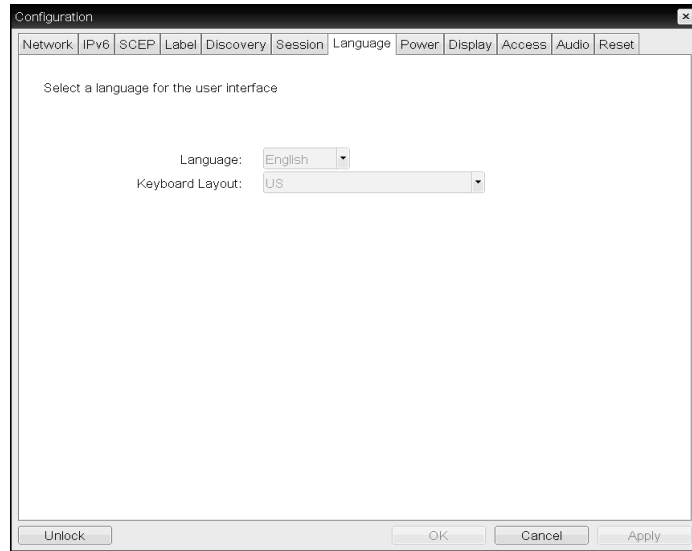 Configuration
Network IPv6 SCEP Label Discovery Session Language Power Display Access Audio Reset
Select a language for the user interface
Language: English
Keyboard Layout: US
Unlock OK Cancel Apply